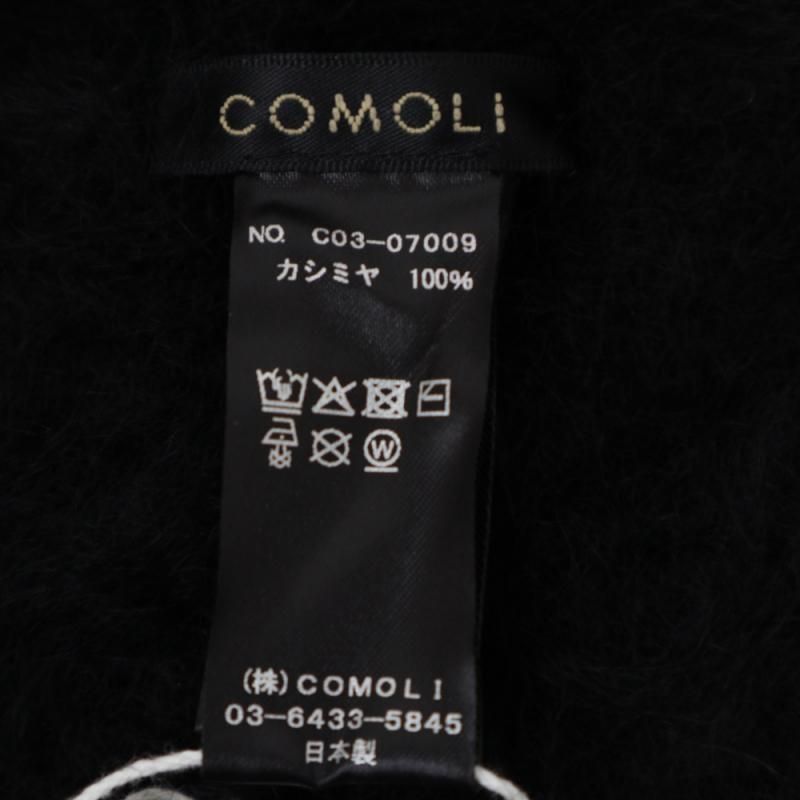 COMOLI
NO. C03-07009
カシミヤ 100%
W
(株)COMOLI
03-6433-5845
日本製